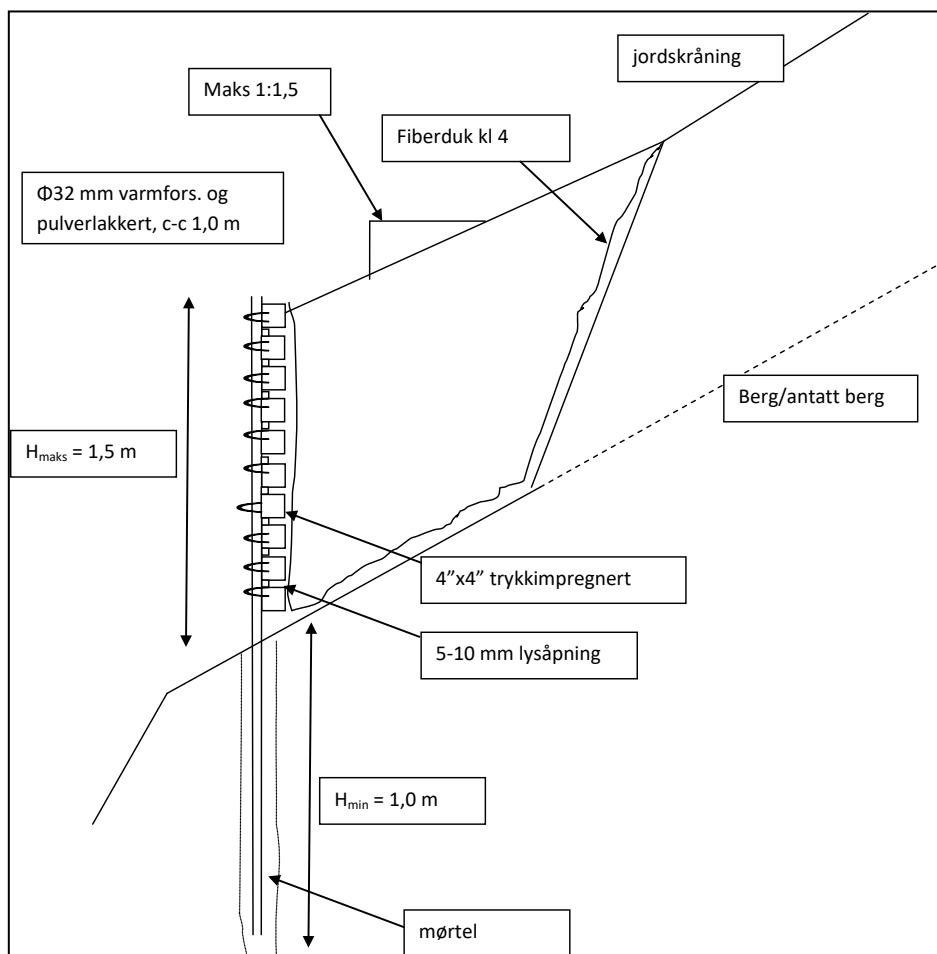 jordskråning
Maks 1:1,5
Fiberduk kl 4
Φ32 mm varmfors. og
pulverlakkert, c-c 1,0 m
Berg/antatt berg
Hmaks = 1,5 m
4”x4” trykkimpregnert
5-10 mm lysåpning
Hmin = 1,0 m
mørtel